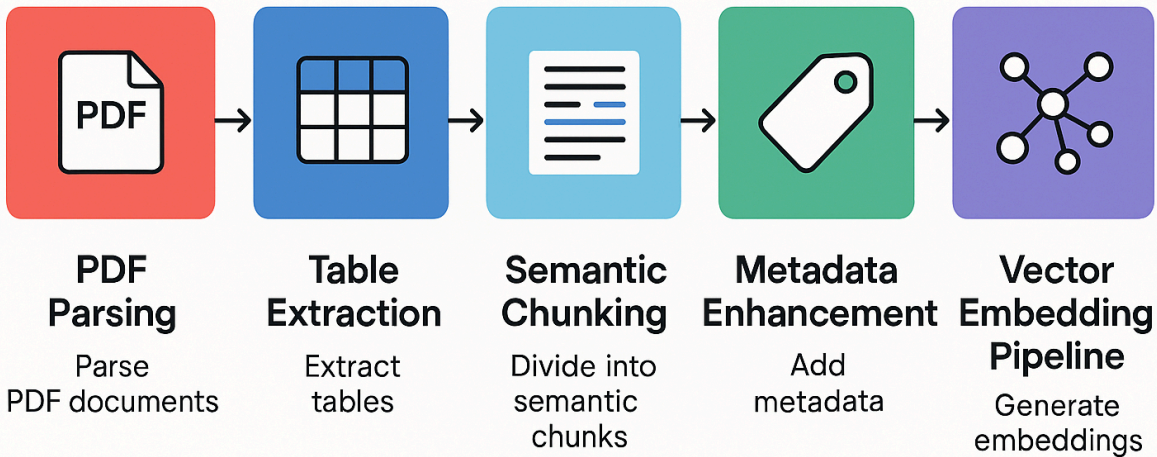 PDF
PDF
Parsing
Parse
PDF documents
Table
Extraction
Extract
tables
Semantic
Chunking
Divide into
semantic
chunks
Metadata
Enhancement
Add
metadata
Vector
Embedding
Pipeline
Generate
embeddings